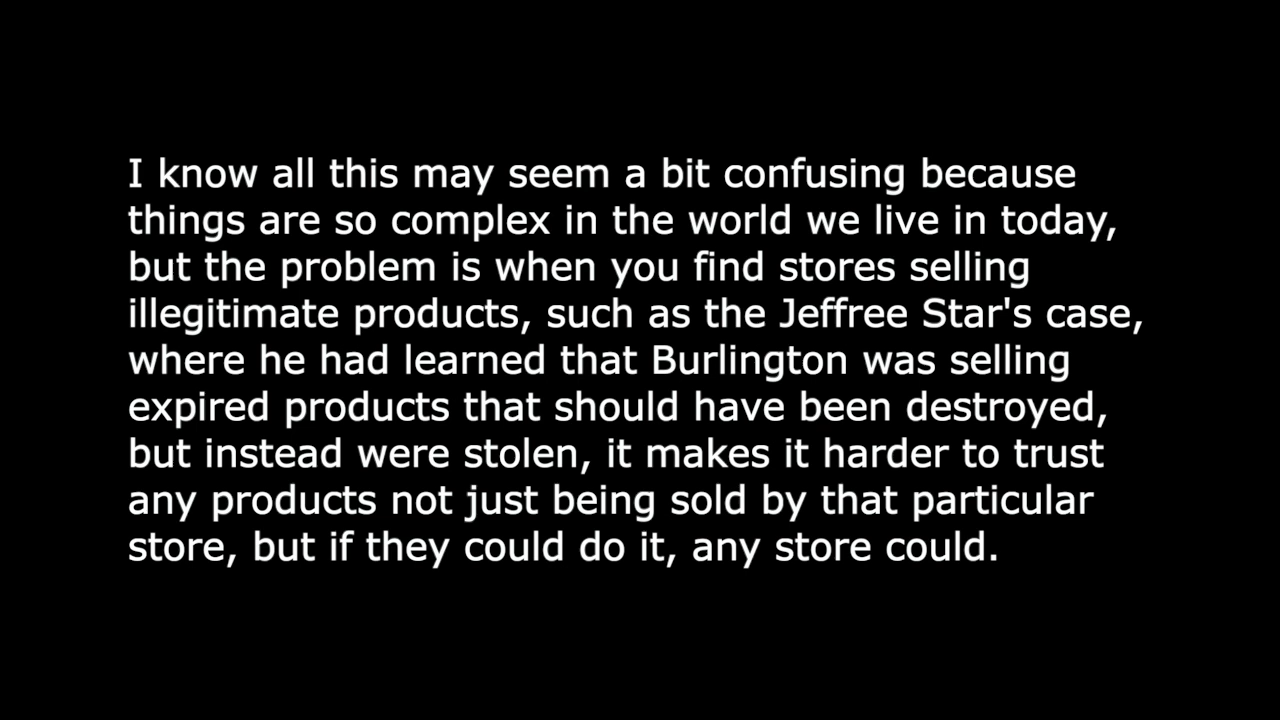 I know all this may seem a bit confusing because
things are so complex in the world we live in today,
but the problem is when you find stores selling
illegitimate products, such as the Jeffree Star's case,
where he had learned that Burlington was selling
expired products that should have been destroyed,
but instead were stolen, it makes it harder to trust
any products not just being sold by that particular
store, but if they could do it, any store could.